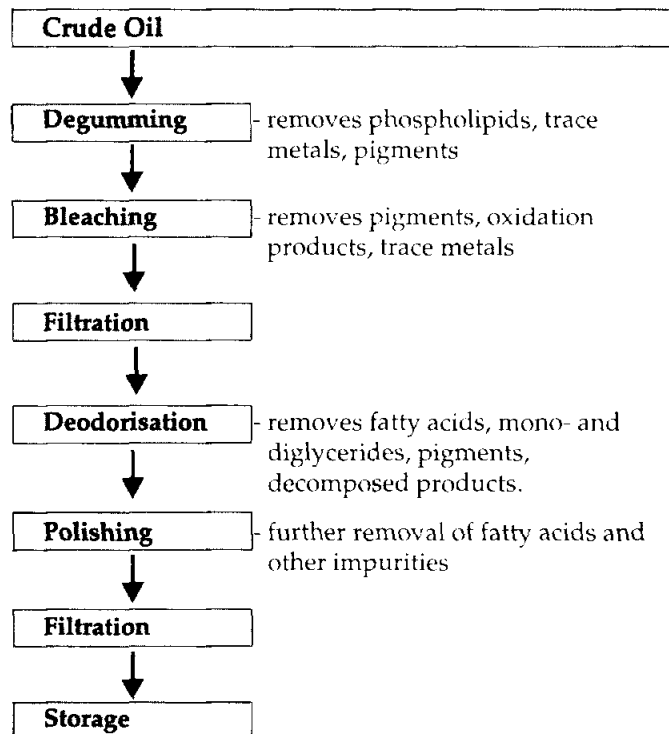 Crude Oil
Degumming
- removes phospholipids, trace
metals, pigments
Bleaching
- removes pigments, oxidation
products, trace metals
Filtration
Deodorisation
- removes fatty acids, mono- and
diglycerides, pigments,
decomposed products.
Polishing
- further removal of fatty acids and
other impurities
Filtration
Storage